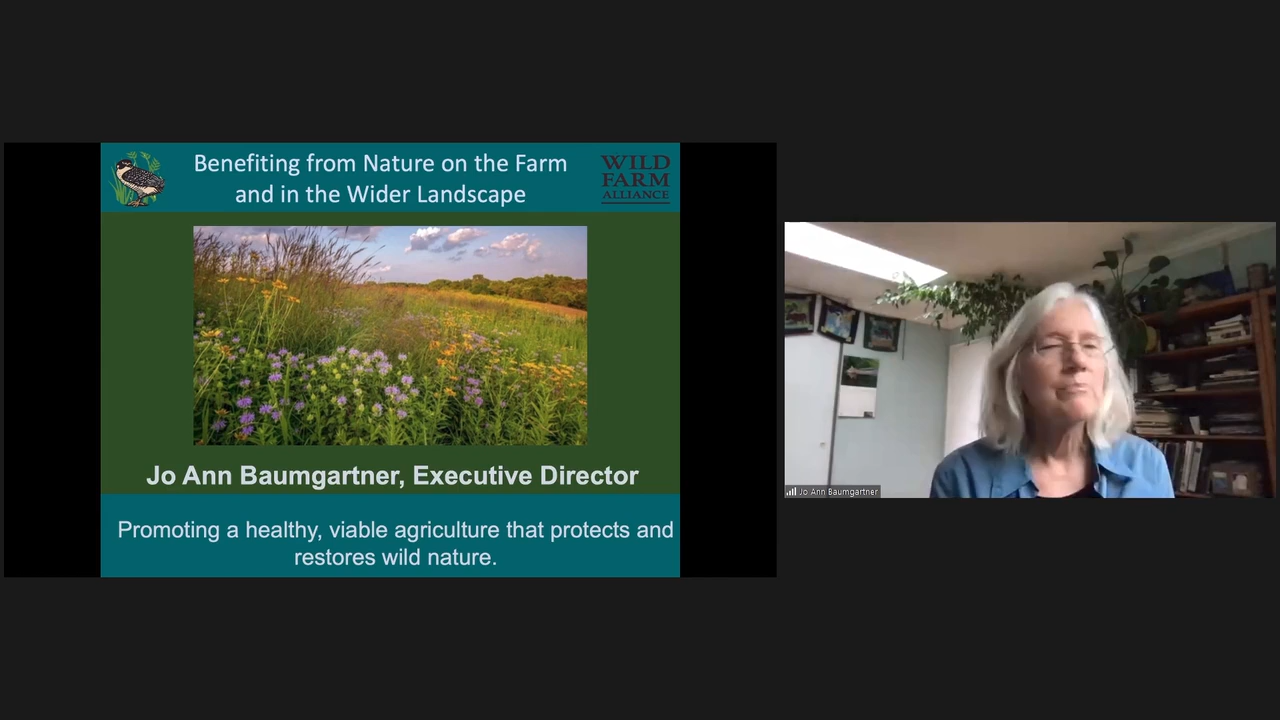 Benefiting from Nature on the Farm
and in the Wider Landscape
WILD
FARM
ALLIANCE
Jo Ann Baumgartner, Executive Director
Promoting a healthy, viable agriculture that protects and
restores wild nature.
Jo Ann Baumgartner